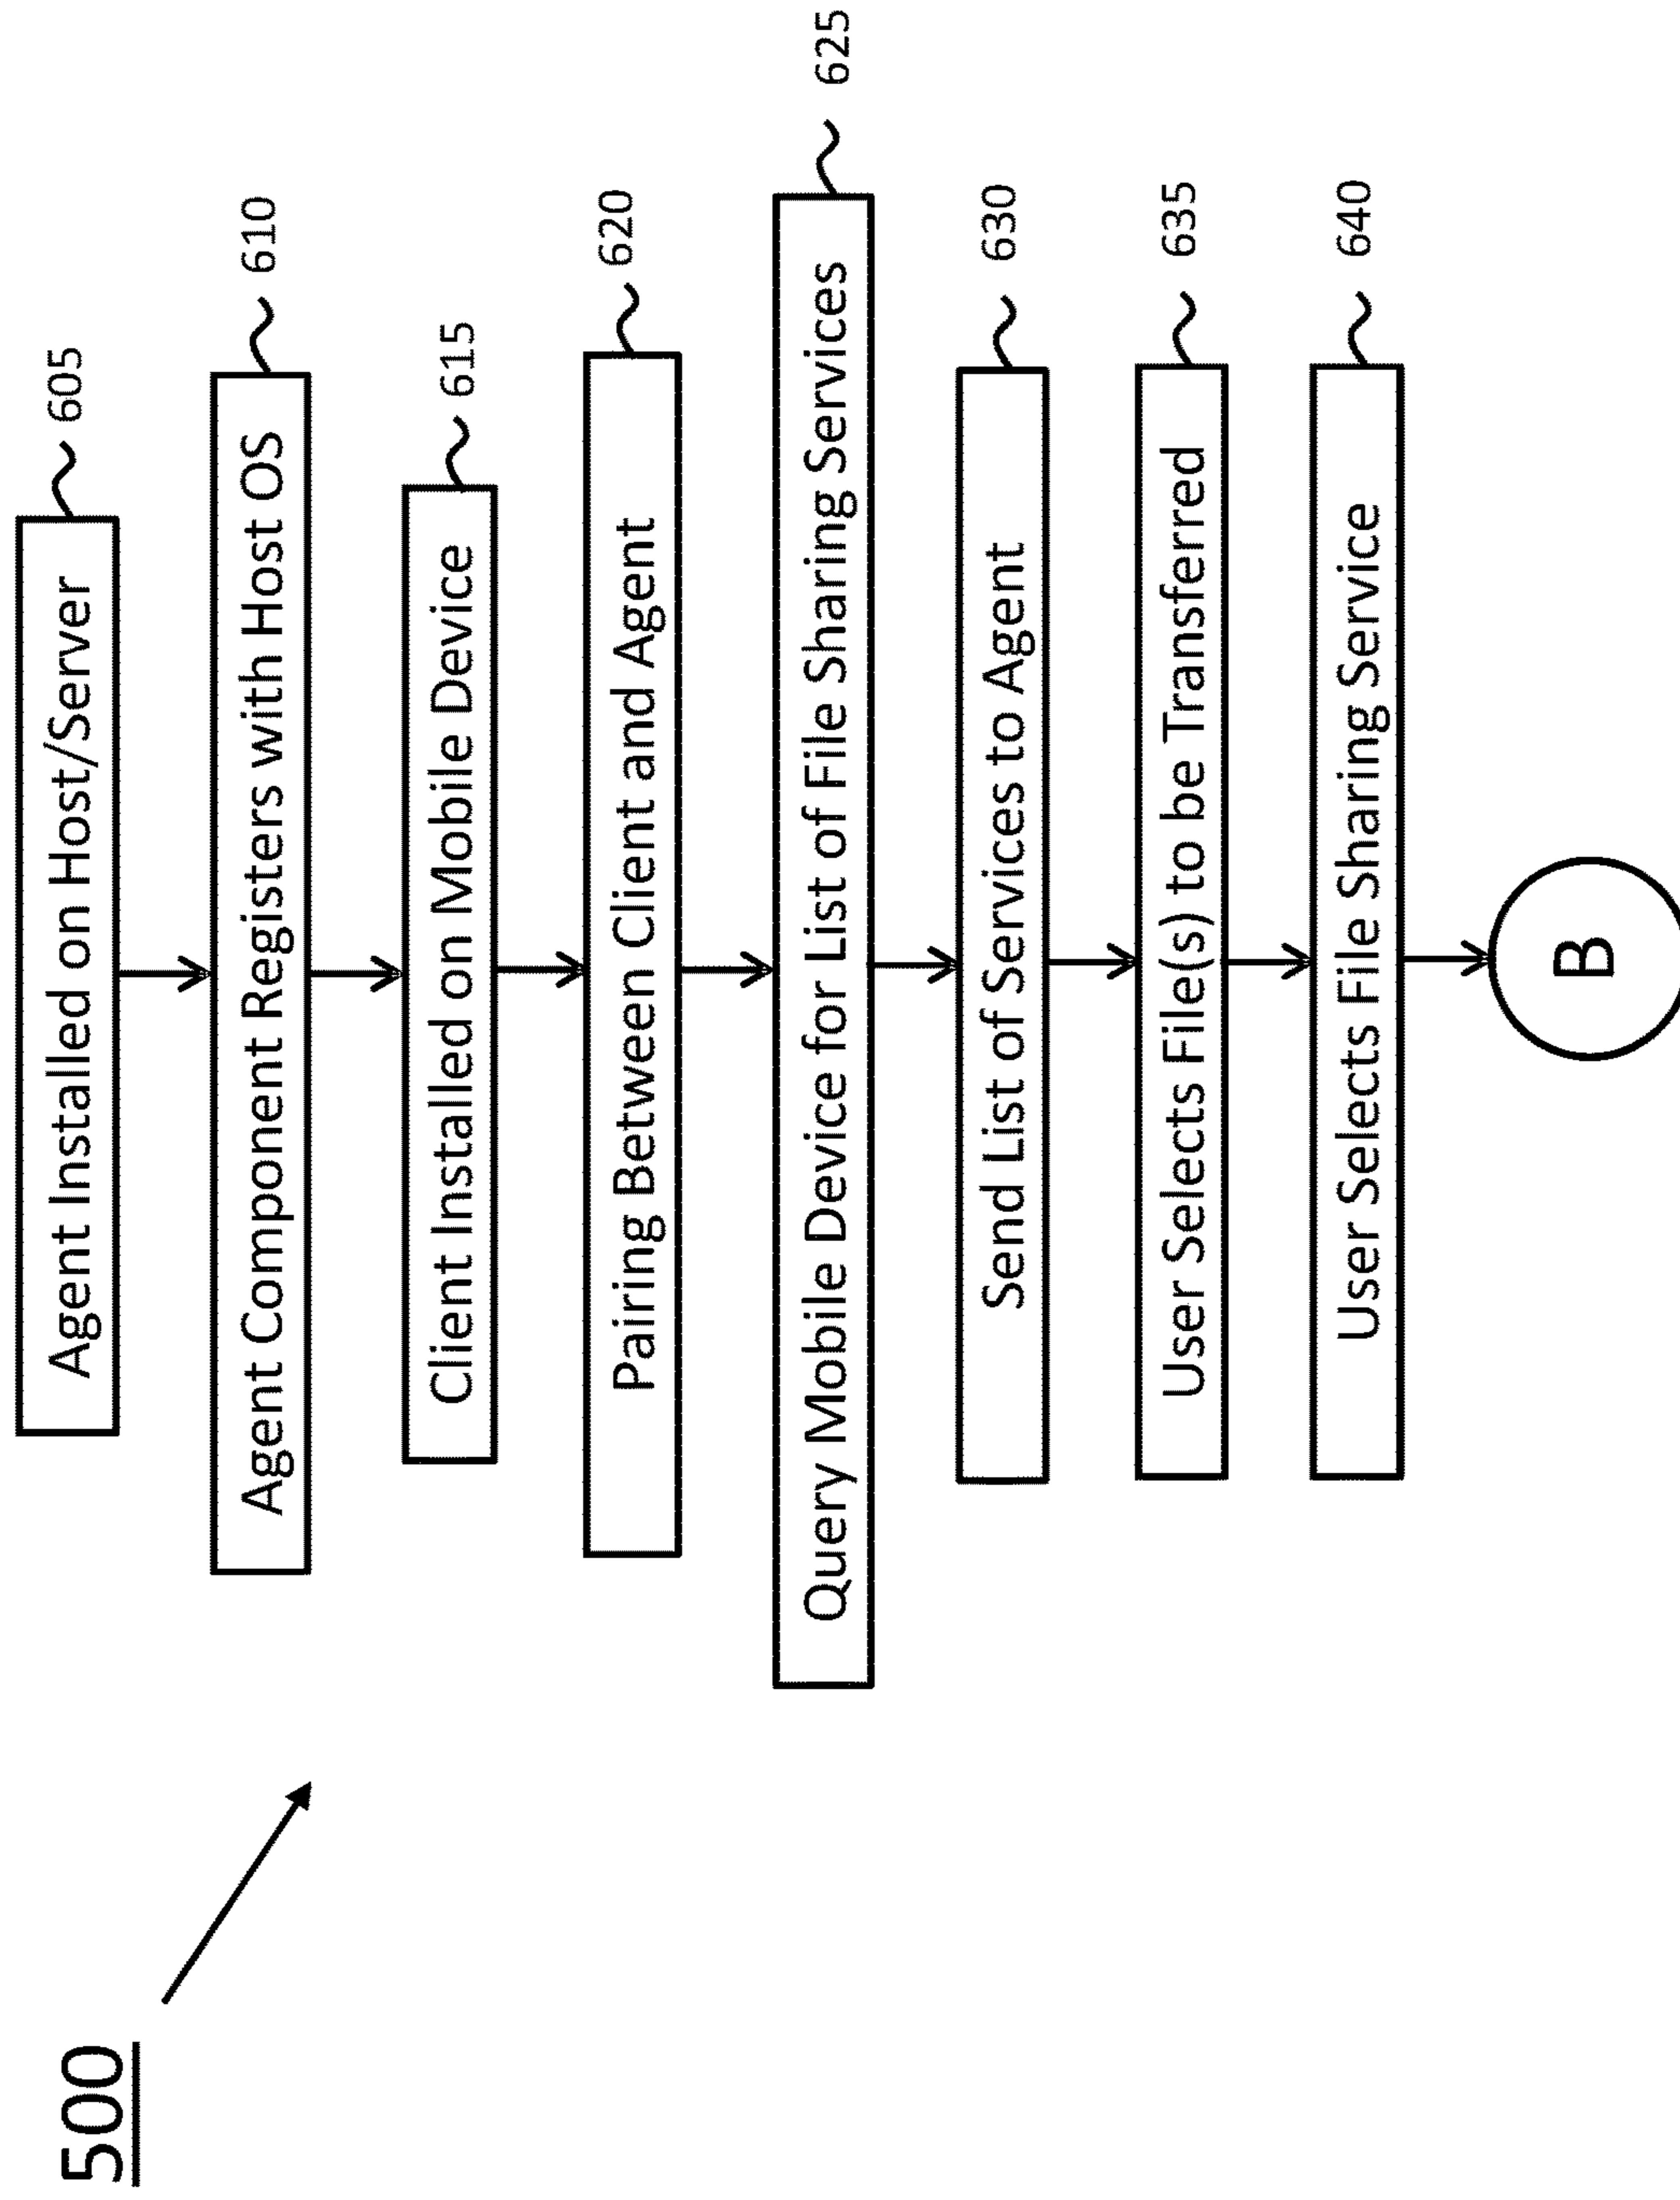 500
Agent Installed on Host/Server
605
Agent Component Registers with Host OS
610
Client Installed on Mobile Device
615
Pairing Between Client and Agent
620
Query Mobile Device for List of File Sharing Services
625
Send List of Services to Agent
630
User Selects File(s) to be Transferred
635
User Selects File Sharing Service
640
B